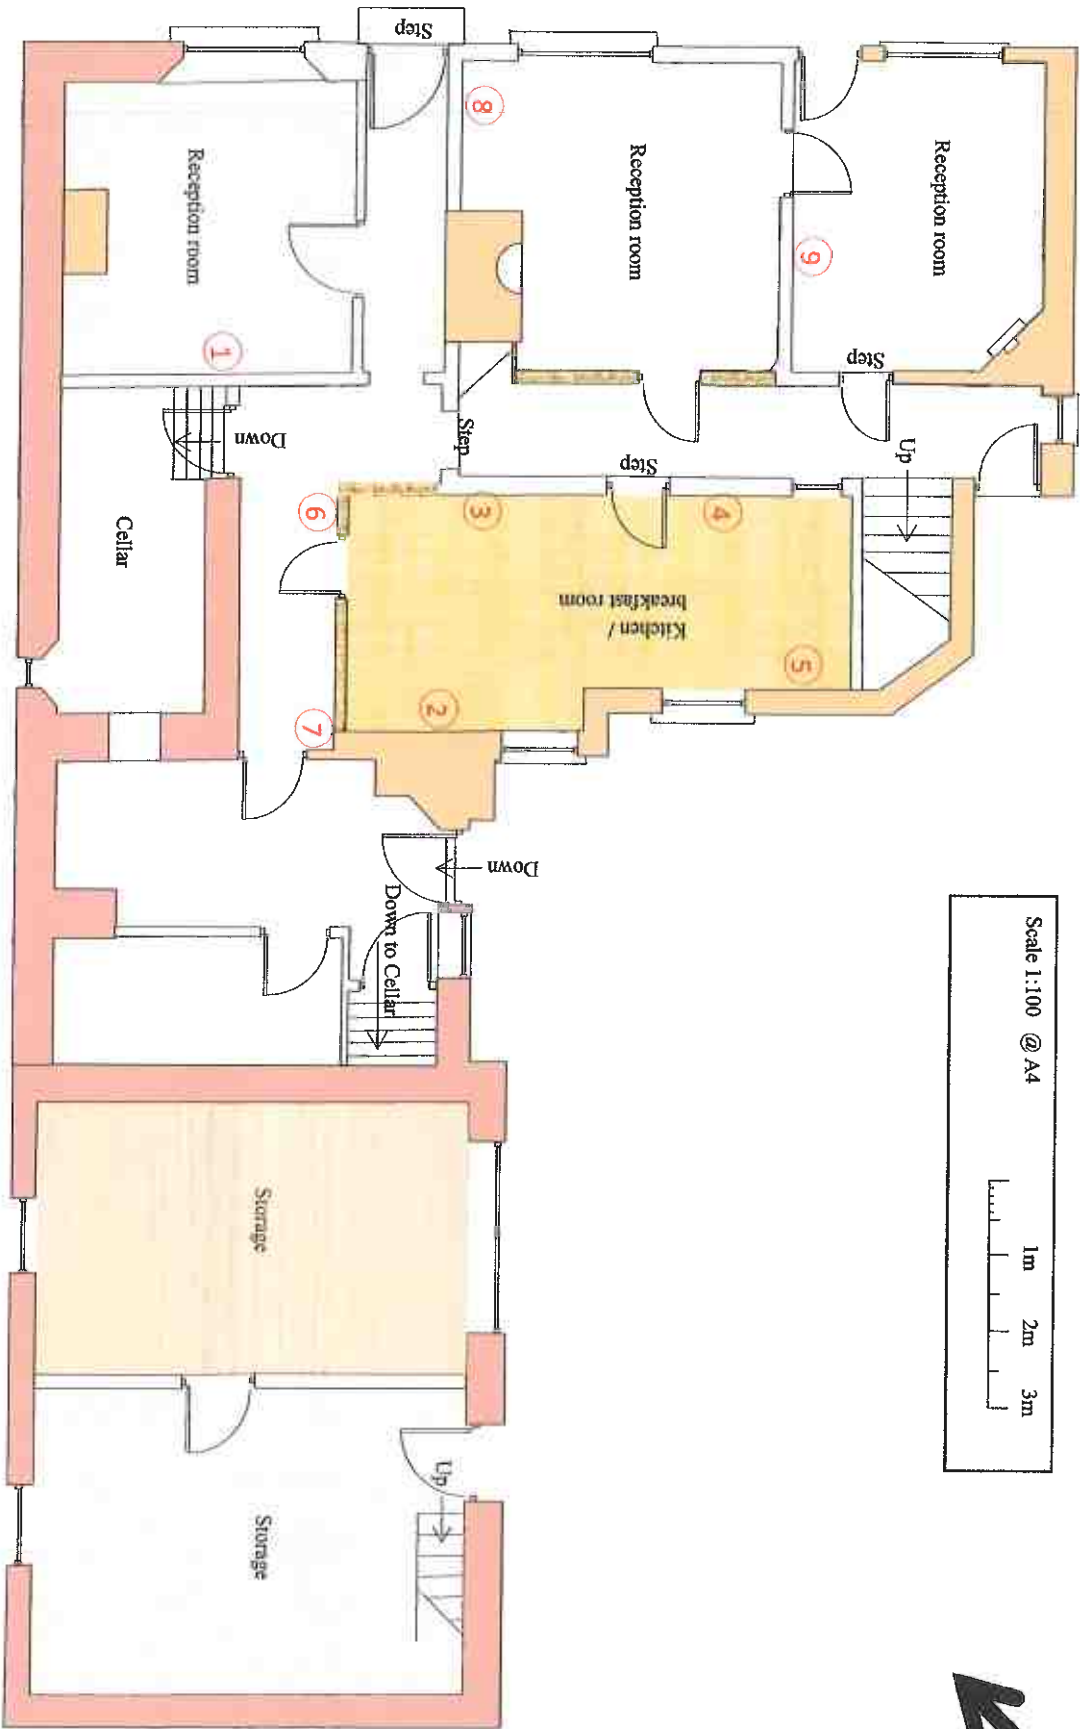 Scale 1:100 @ A4
1m 2m 3m
Step
Reception room
1
Reception room
8
Reception room
9
Step
Up
Step
Step
Down
Cellar
3
4
6
Kitchen /
breakfast room
5
2
7
Down
Down to Cellar
Storage
Storage
Up